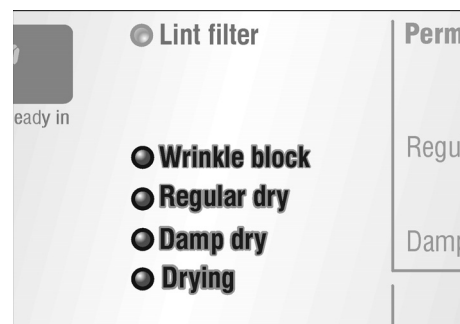 Lint filter
Perm
eady in
Wrinkle block
Regu
Regular dry
Damp dry
Damp
Drying